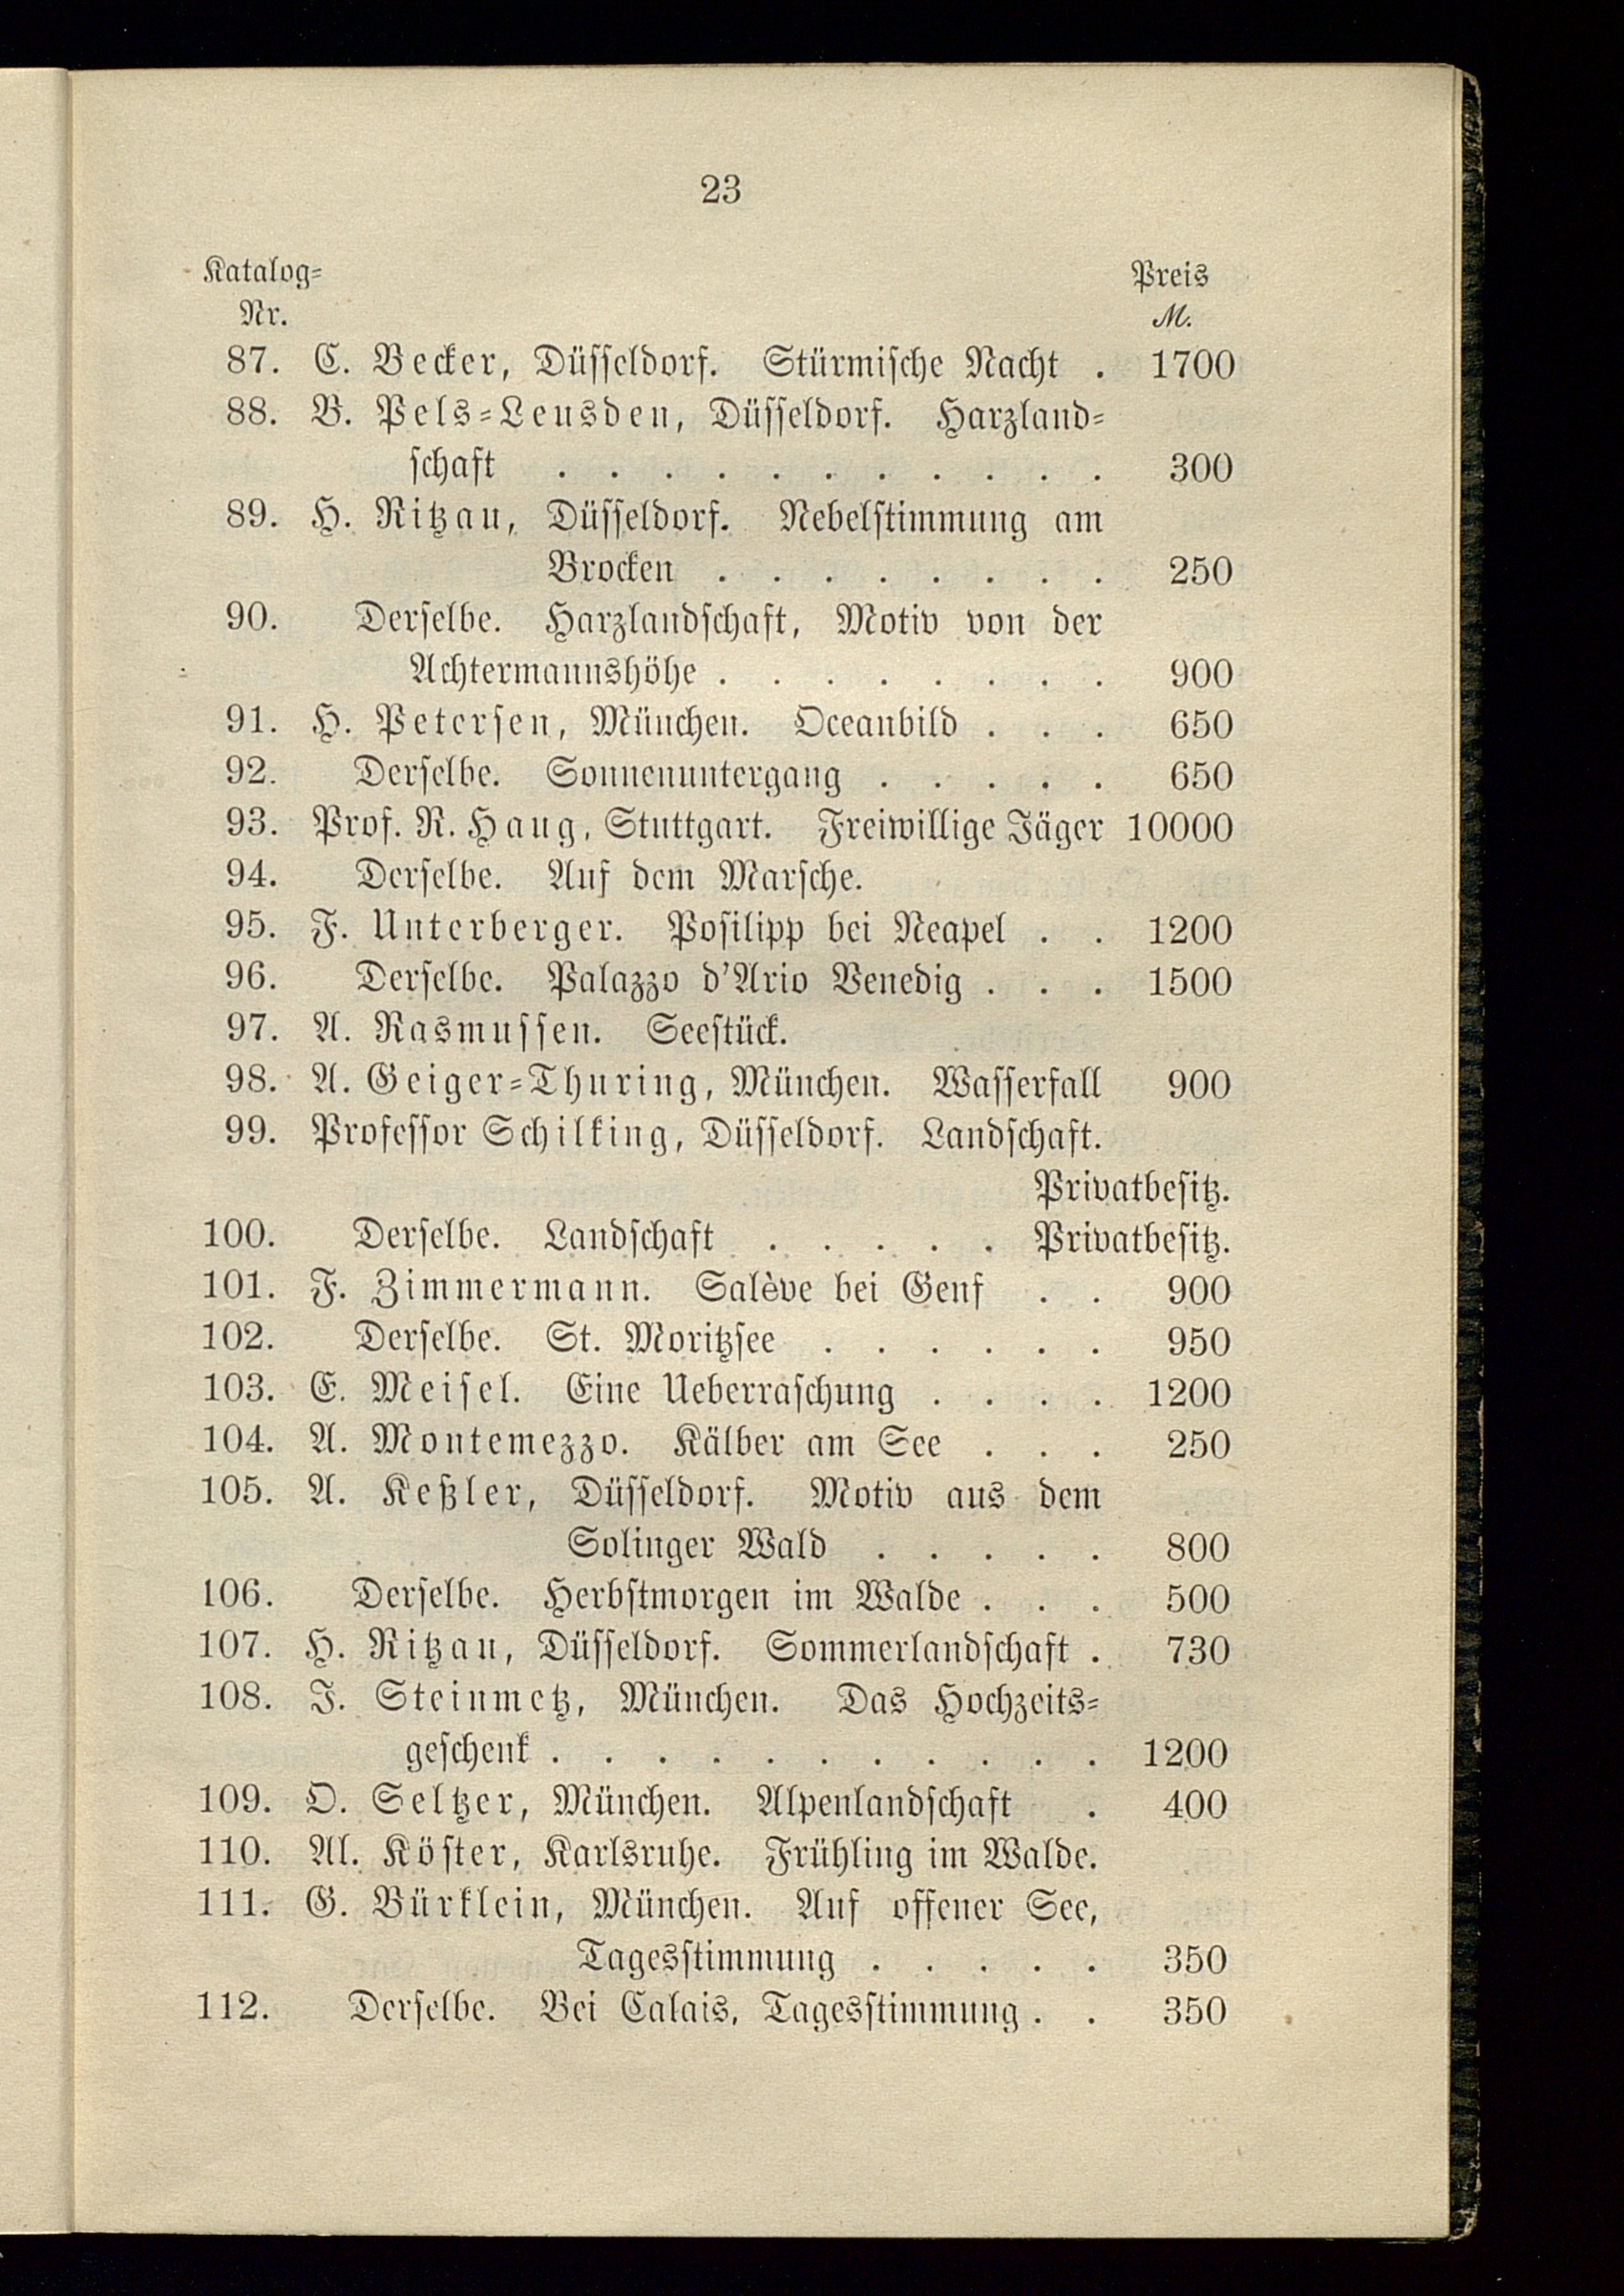 23
Katalog- Preis
Nr. M.
87. C. Becker, Düsseldorf. Stürmische Nacht . 1700
88. B. Pels-Leusden, Düsseldorf. Harzland-
schaft . . . . . . . . . . . 300
89. H. Ritzau, Düsseldorf. Nebelstimmung am
Brocken . . . . . . . . 250
90. Derselbe. Harzlandschaft, Motiv von der
Achtermannshöhe . . . . . . . . 900
91. H. Petersen, München. Oceanbild . . . 650
92. Derselbe. Sonnenuntergang . . . . . 650
93. Prof. R. Haug, Stuttgart. Freiwillige Jäger 10000
94. Derselbe. Auf dem Marsche.
95. F. Unterberger. Posilipp bei Neapel . . 1200
96. Derselbe. Palazzo d'Ario Venedig . . . 1500
97. A. Rasmussen. Seestück.
98. A. Geiger-Thuring, München. Wasserfall 900
99. Professor Schilking, Düsseldorf. Landschaft.
Privatbesitz.
100. Derselbe. Landschaft . . . . . Privatbesitz.
101. F. Zimmermann. Salève bei Genf . . 900
102. Derselbe. St. Moritzsee . . . . . . 950
103. E. Meisel. Eine Ueberraschung . . . . 1200
104. A. Montemezzo. Kälber am See . . . 250
105. A. Keßler, Düsseldorf. Motiv aus dem
Solinger Wald . . . . . 800
106. Derselbe. Herbstmorgen im Walde . . . 500
107. H. Ritzau, Düsseldorf. Sommerlandschaft . 730
108. J. Steinmetz, München. Das Hochzeits-
geschenk . . . . . . . . . . . 1200
109. O. Seltzer, München. Alpenlandschaft . 400
110. Al. Köster, Karlsruhe. Frühling im Walde.
111. G. Bürklein, München. Auf offener See,
Tagesstimmung . . . . . 350
112. Derselbe. Bei Calais, Tagesstimmung . . 350